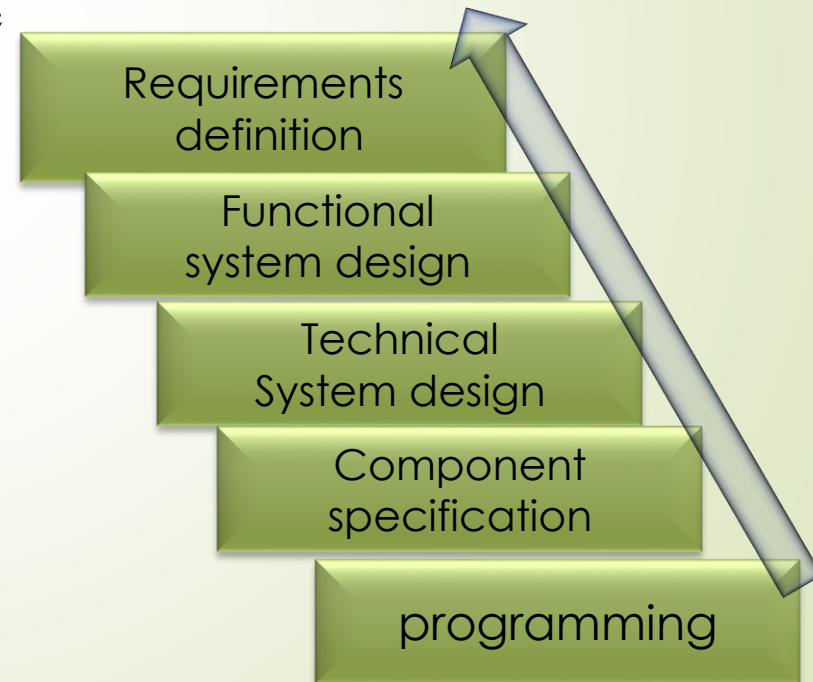 Requirements
definition
Functional
system design
Technical
System design
Component
specification
programming